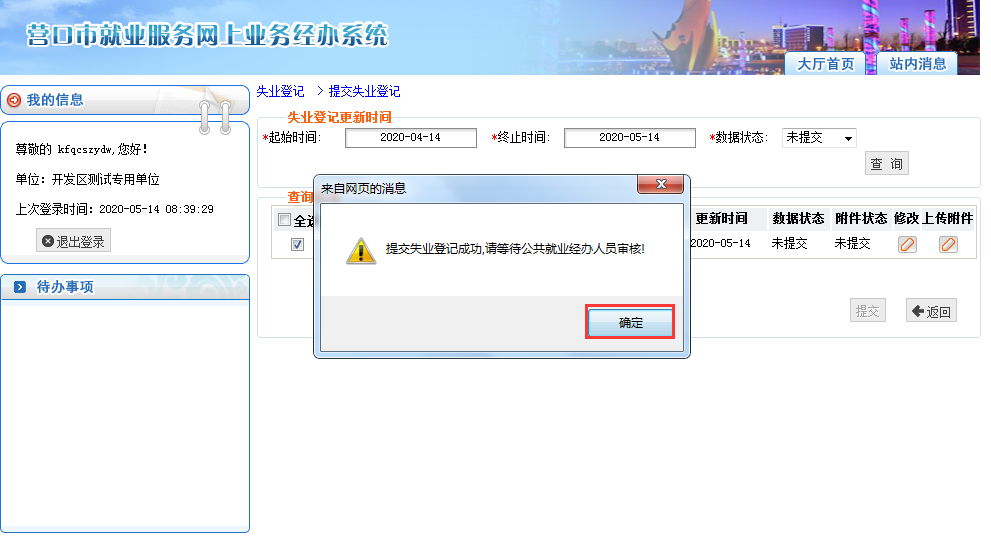 营口市就业服务网上业务经办系统
大厅首页 站内消息
我的信息
尊敬的 kfqcszydw,您好！
单位：开发区测试专用单位
上次登录时间：2020-05-14 08:39:29
退出登录
待办事项
失业登记 > 提交失业登记
失业登记更新时间
*起始时间： 2020-04-14 *终止时间： 2020-05-14 *数据状态： 未提交
查 询
查询
全选 更新时间 数据状态 附件状态 修改 上传附件
2020-05-14 未提交 未提交
提交 返回
来自网页的消息
提交失业登记成功,请等待公共就业经办人员审核!
确定